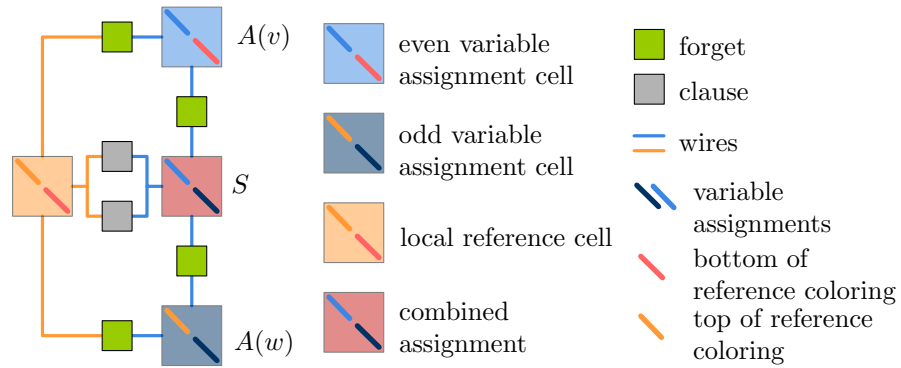 A(v)
S
A(w)
even variable
assignment cell
odd variable
assignment cell
local reference cell
combined
assignment
forget
clause
wires
variable
assignments
bottom of
reference coloring
top of reference
coloring